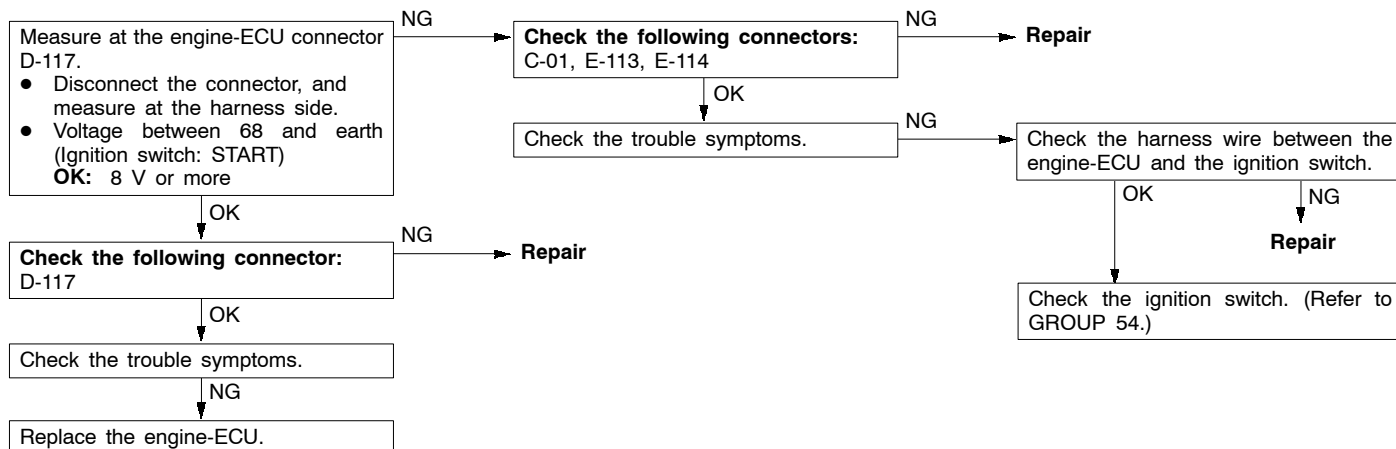 Measure at the engine-ECU connector
D-117.
● Disconnect the connector, and
measure at the harness side.
● Voltage between 68 and earth
(Ignition switch: START)
OK: 8 V or more
NG
Check the following connectors:
C-01, E-113, E-114
NG
Repair
OK
Check the trouble symptoms.
NG
Check the harness wire between the
engine-ECU and the ignition switch.
OK
NG
Repair
Check the ignition switch. (Refer to
GROUP 54.)
OK
Check the following connector:
D-117
NG
Repair
OK
Check the trouble symptoms.
NG
Replace the engine-ECU.